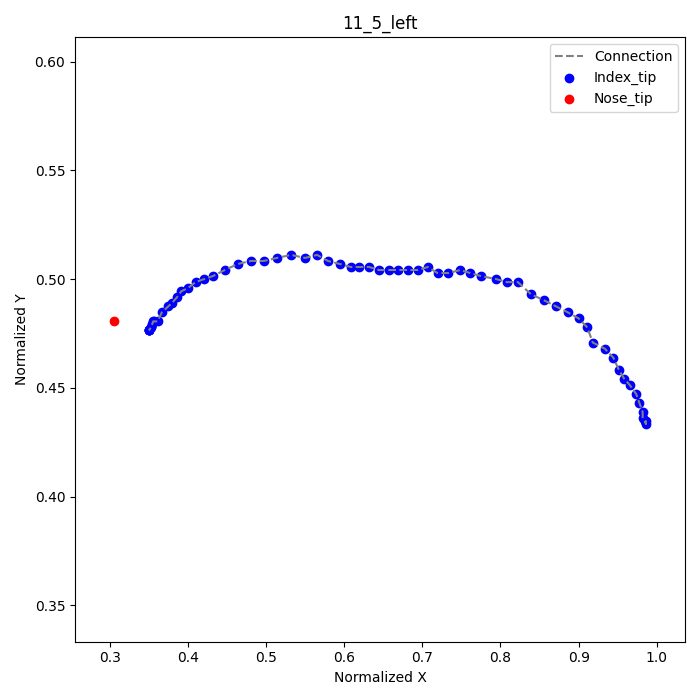 11_5_left
Connection
Index_tip
Nose_tip
0.60
0.55
0.50
0.45
0.40
0.35
Normalized Y
0.3 0.4 0.5 0.6 0.7 0.8 0.9 1.0
Normalized X